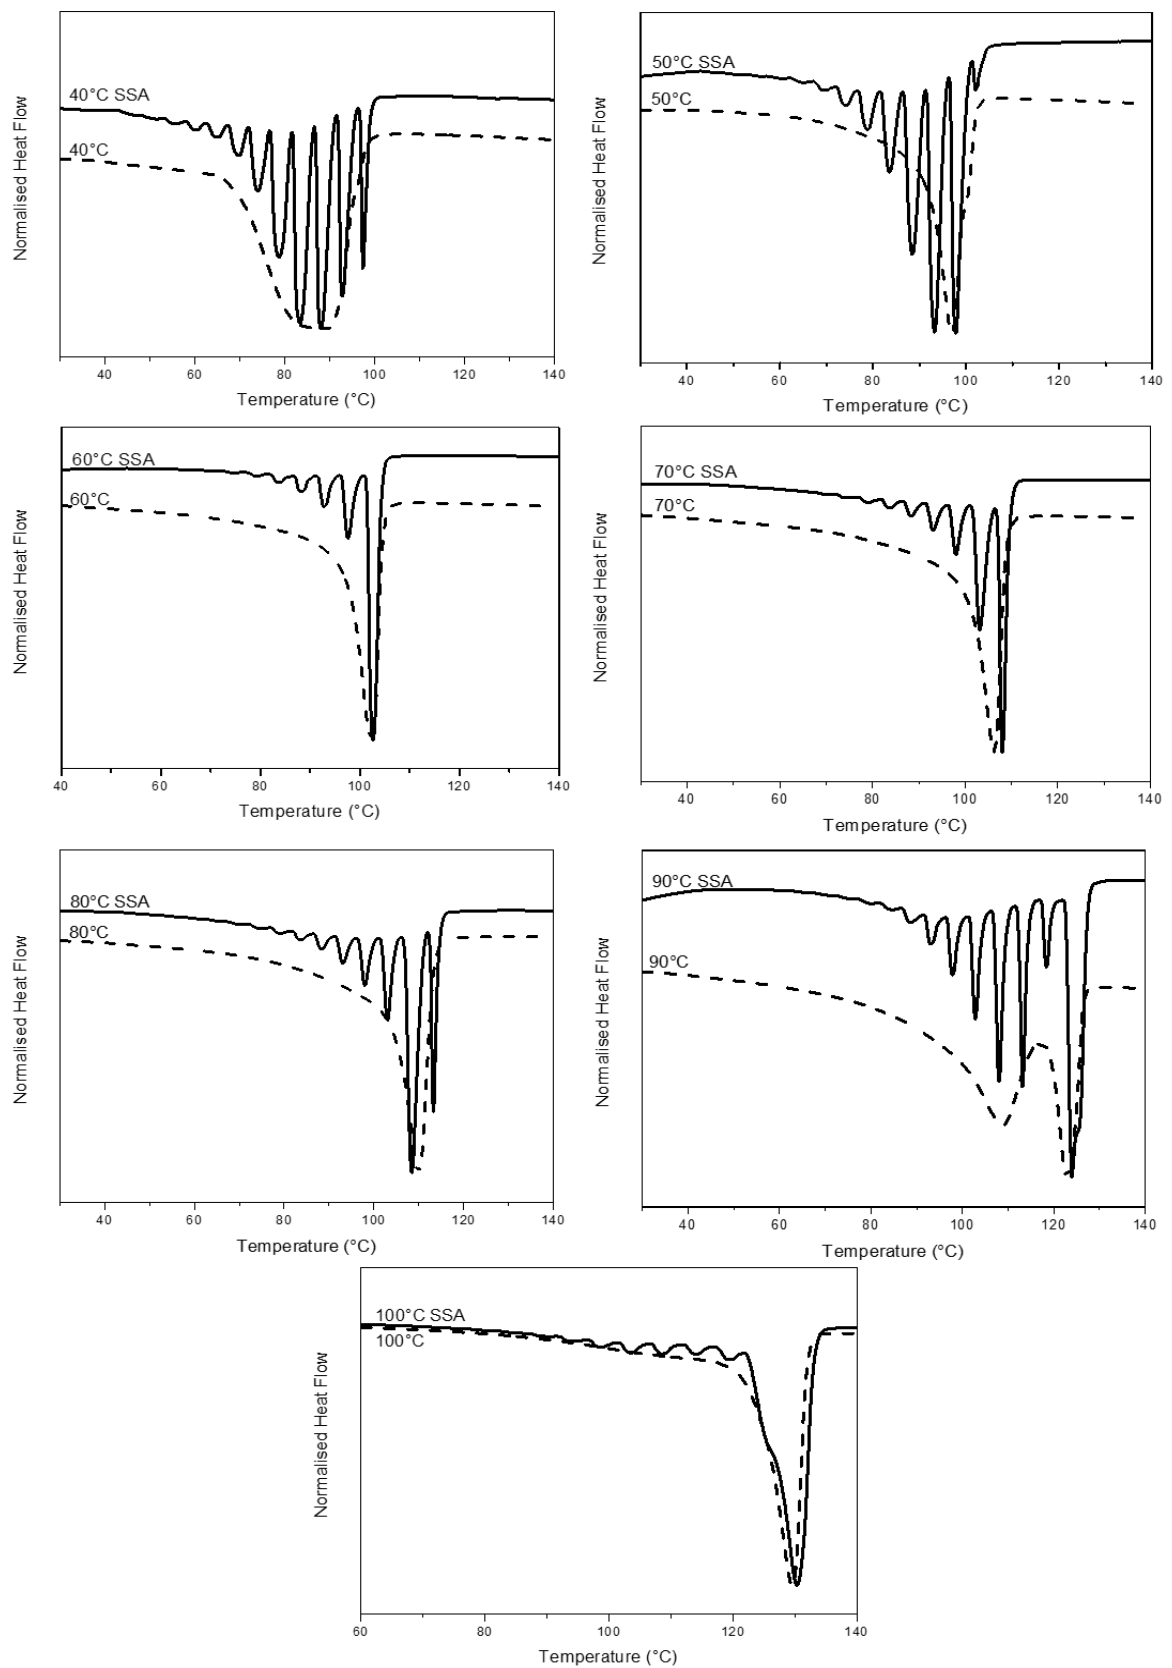 40°C SSA
40°C
Normalised Heat Flow
40 60 80 100 120 140
Temperature (°C)
50°C SSA
50°C
Normalised Heat Flow
40 60 80 100 120 140
Temperature (°C)
60°C SSA
60°C
Normalised Heat Flow
40 60 80 100 120 140
Temperature (°C)
70°C SSA
70°C
Normalised Heat Flow
40 60 80 100 120 140
Temperature (°C)
80°C SSA
80°C
Normalised Heat Flow
40 60 80 100 120 140
Temperature (°C)
90°C SSA
90°C
Normalised Heat Flow
40 60 80 100 120 140
Temperature (°C)
100°C SSA
100°C
Normalised Heat Flow
60 80 100 120 140
Temperature (°C)